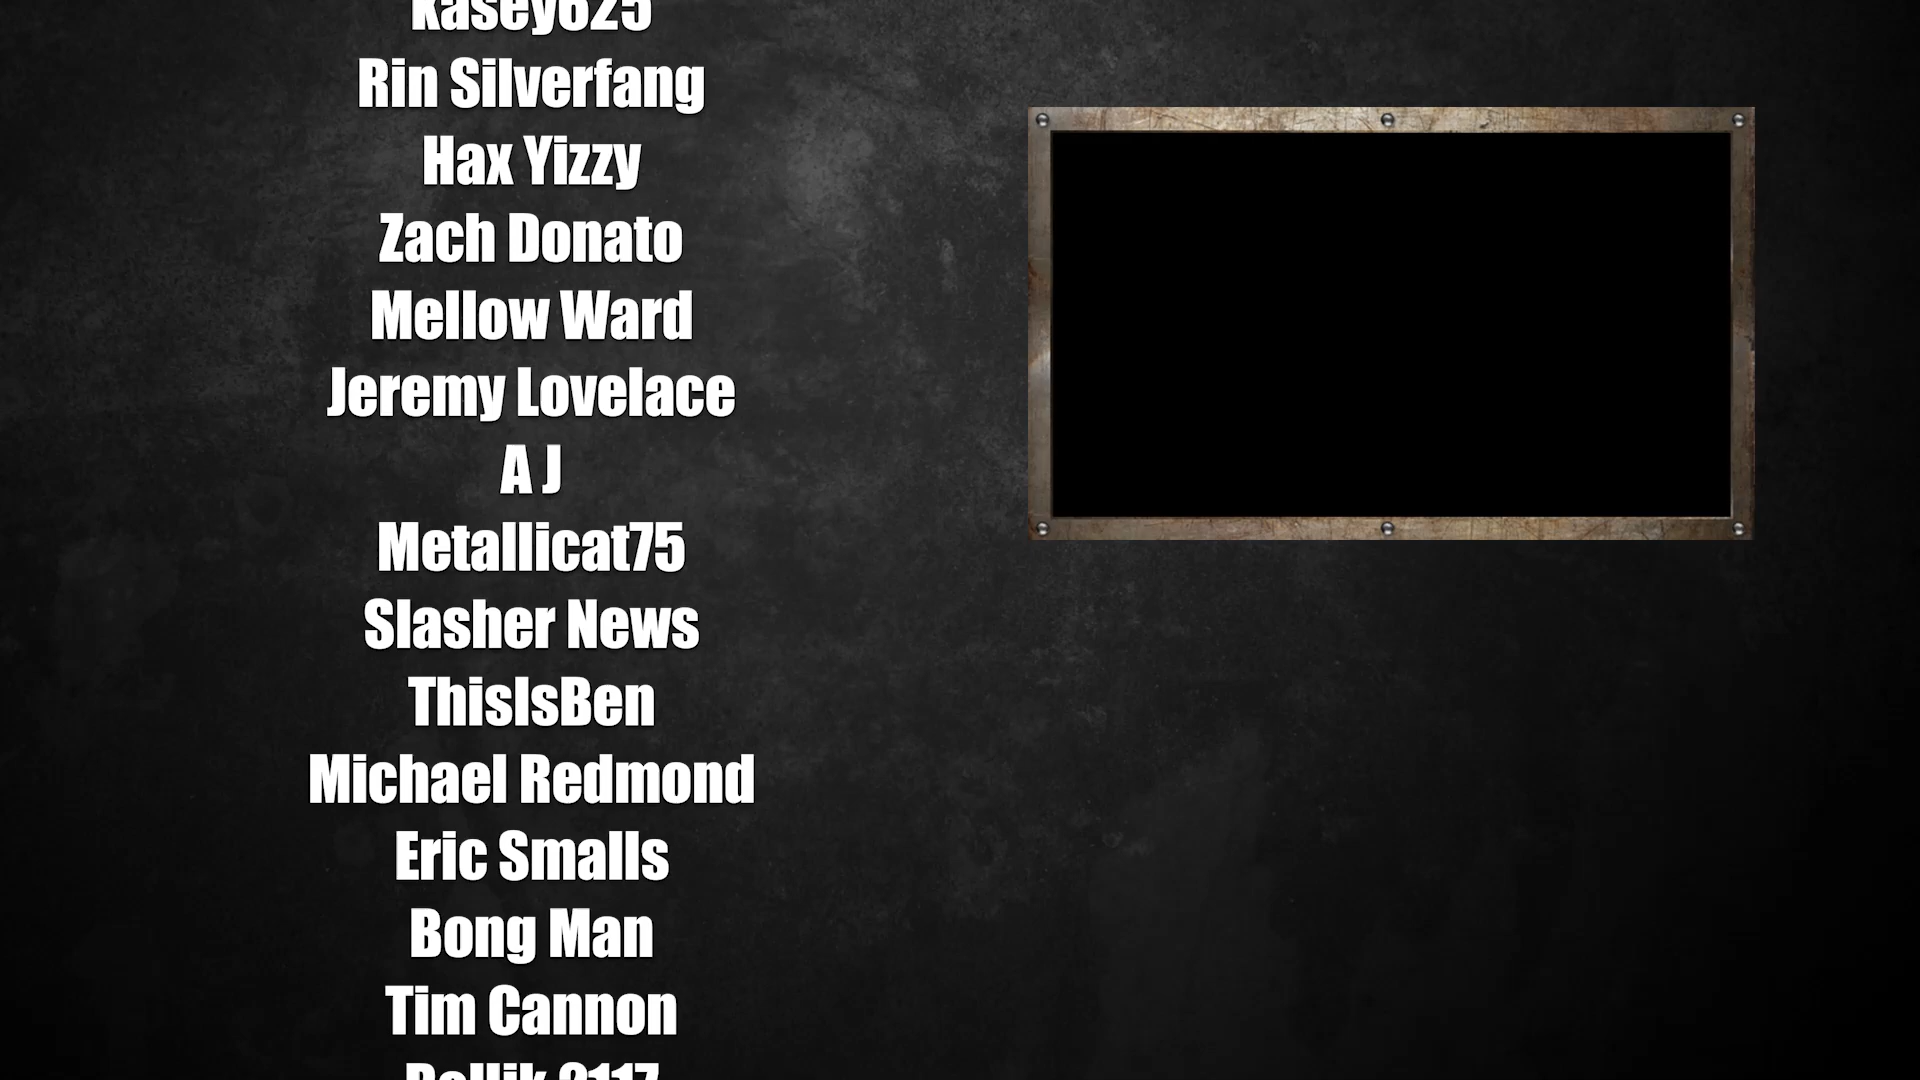 kasey625
Rin Silverfang
Hax Yizzy
Zach Donato
Mellow Ward
Jeremy Lovelace
A J
Metallicat75
Slasher News
ThisIsBen
Michael Redmond
Eric Smalls
Bong Man
Tim Cannon